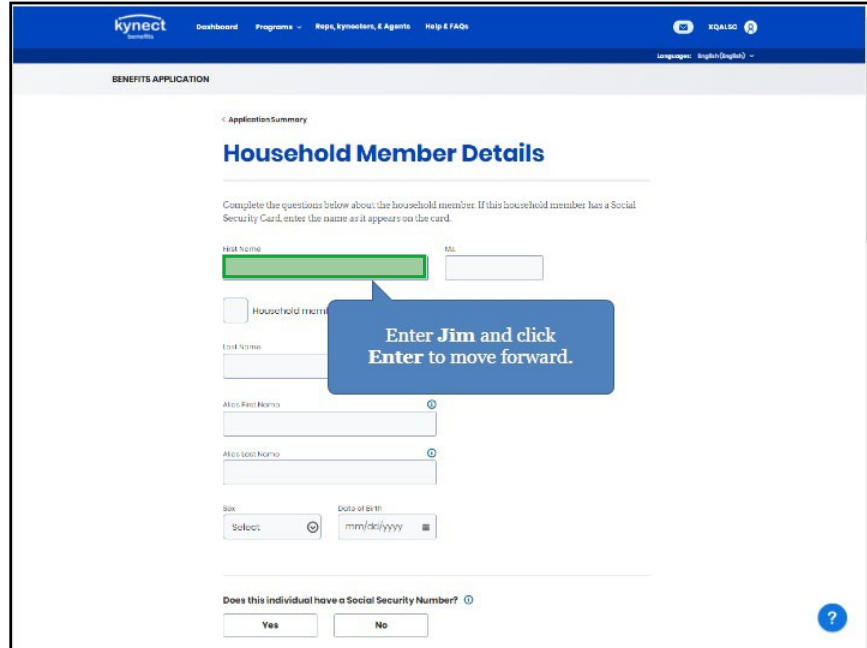 kynect
benefits
Dashboard Programs Reps, kynectors, & Agents Help & FAQs XQALSC
Languages: English (English)
BENEFITS APPLICATION
< Application Summary
Household Member Details
Complete the questions below about the household member. If this household member has a Social
Security Card, enter the name as it appears on the card.
First Name M.I.
Household memb
Enter Jim and click
Enter to move forward.
Last Name
Alias First Name
Alias Last Name
Sex Date of Birth
Select mm/dd/yyyy
Does this individual have a Social Security Number?
Yes No
?